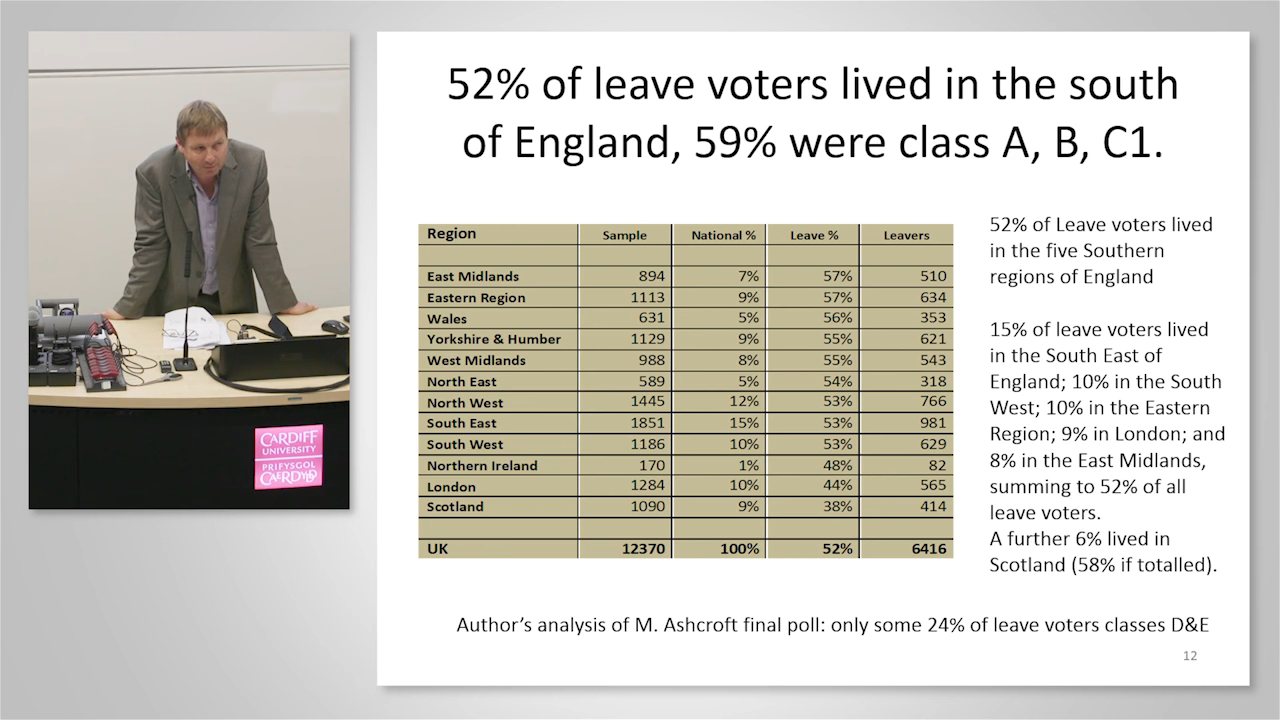 52% of leave voters lived in the south
of England, 59% were class A, B, C1.
Region Sample National % Leave % Leavers
East Midlands 894 7% 57% 510
Eastern Region 1113 9% 57% 634
Wales 631 5% 56% 353
Yorkshire & Humber 1129 9% 55% 621
West Midlands 988 8% 55% 543
North East 589 5% 54% 318
North West 1445 12% 53% 766
South East 1851 15% 53% 981
South West 1186 10% 53% 629
Northern Ireland 170 1% 48% 82
London 1284 10% 44% 565
Scotland 1090 9% 38% 414
UK 12370 100% 52% 6416
52% of Leave voters lived
in the five Southern
regions of England
15% of leave voters lived
in the South East of
England; 10% in the South
West; 10% in the Eastern
Region; 9% in London; and
8% in the East Midlands,
summing to 52% of all
leave voters.
A further 6% lived in
Scotland (58% if totalled).
Author's analysis of M. Ashcroft final poll: only some 24% of leave voters classes D&E
12
CARDIFF
UNIVERSITY
PRIFYSGOL
CAERDYDD